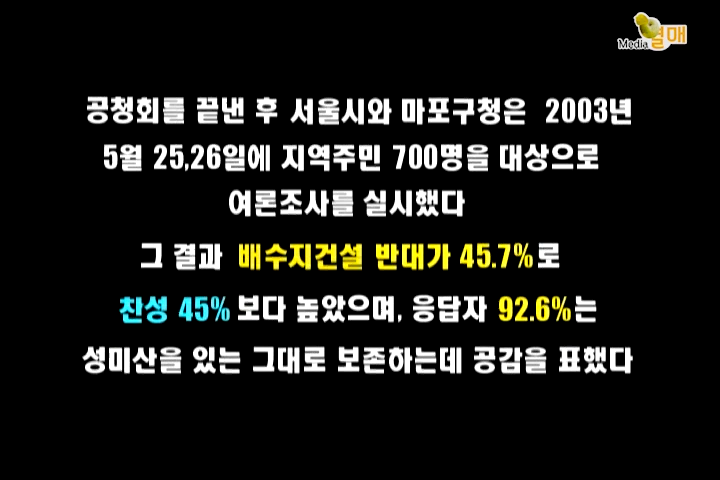 Media 열매
공청회를 끝낸 후 서울시와 마포구청은 2003년
5월 25,26일에 지역주민 700명을 대상으로
여론조사를 실시했다
그 결과 배수지건설 반대가 45.7%로
찬성 45% 보다 높았으며, 응답자 92.6%는
성미산을 있는 그대로 보존하는데 공감을 표했다